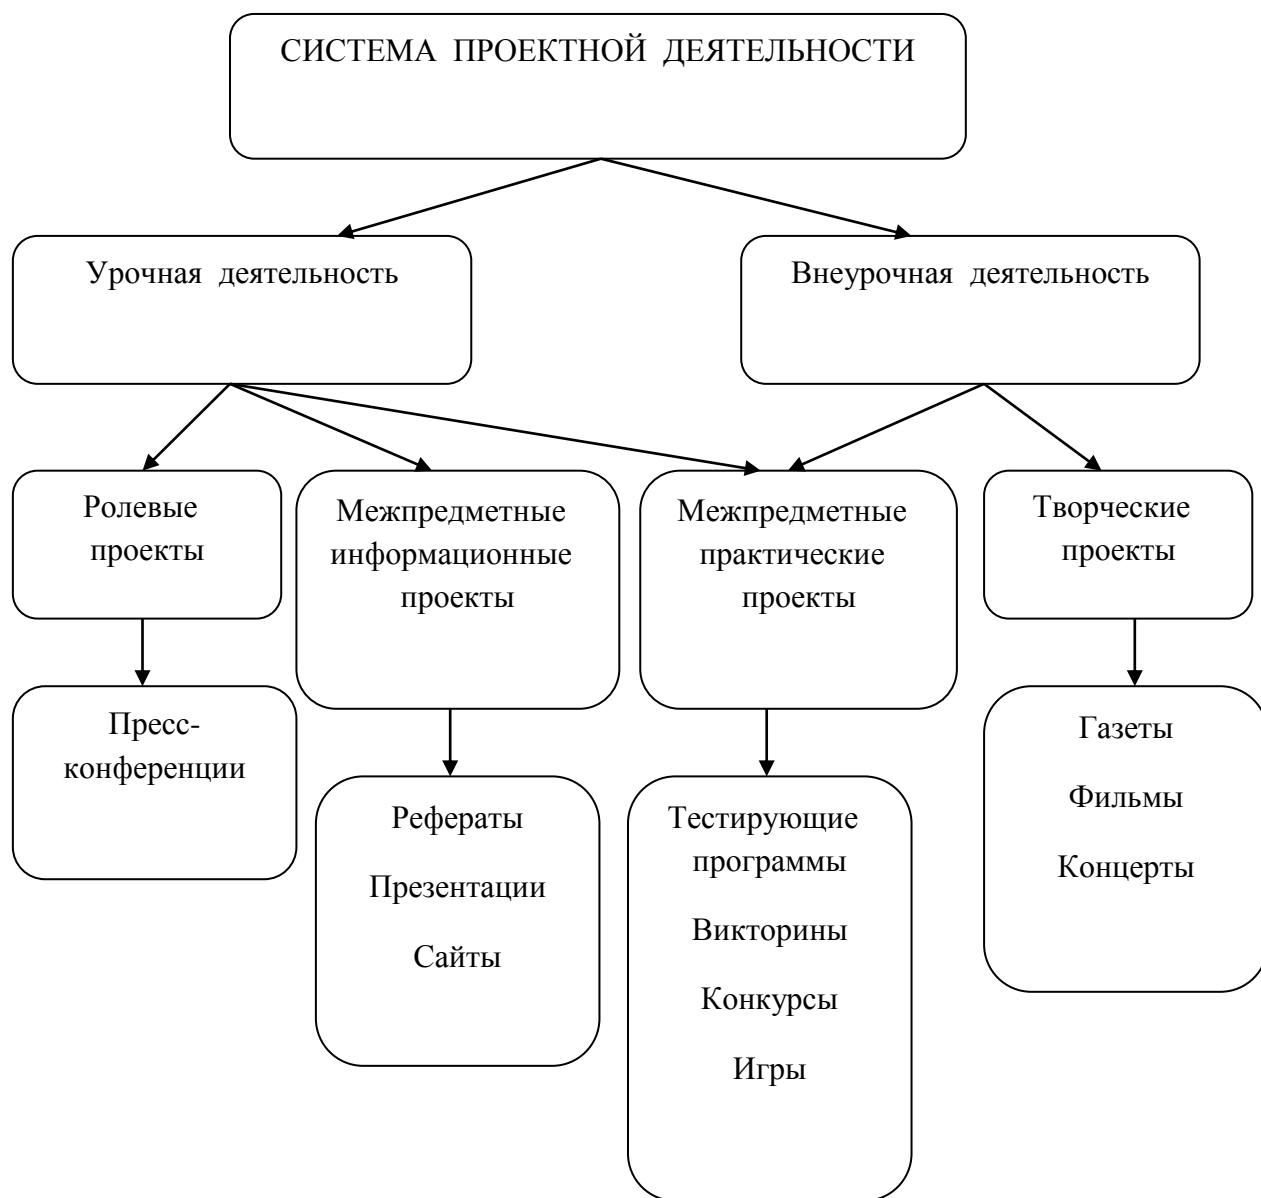 СИСТЕМА ПРОЕКТНОЙ ДЕЯТЕЛЬНОСТИ
Урочная деятельность
Внеурочная деятельность
Ролевые
проекты
Межпредметные
информационные
проекты
Межпредметные
практические
проекты
Творческие
проекты
Пресс-
конференции
Рефераты
Презентации
Сайты
Тестирующие
программы
Викторины
Конкурсы
Игры
Газеты
Фильмы
Концерты